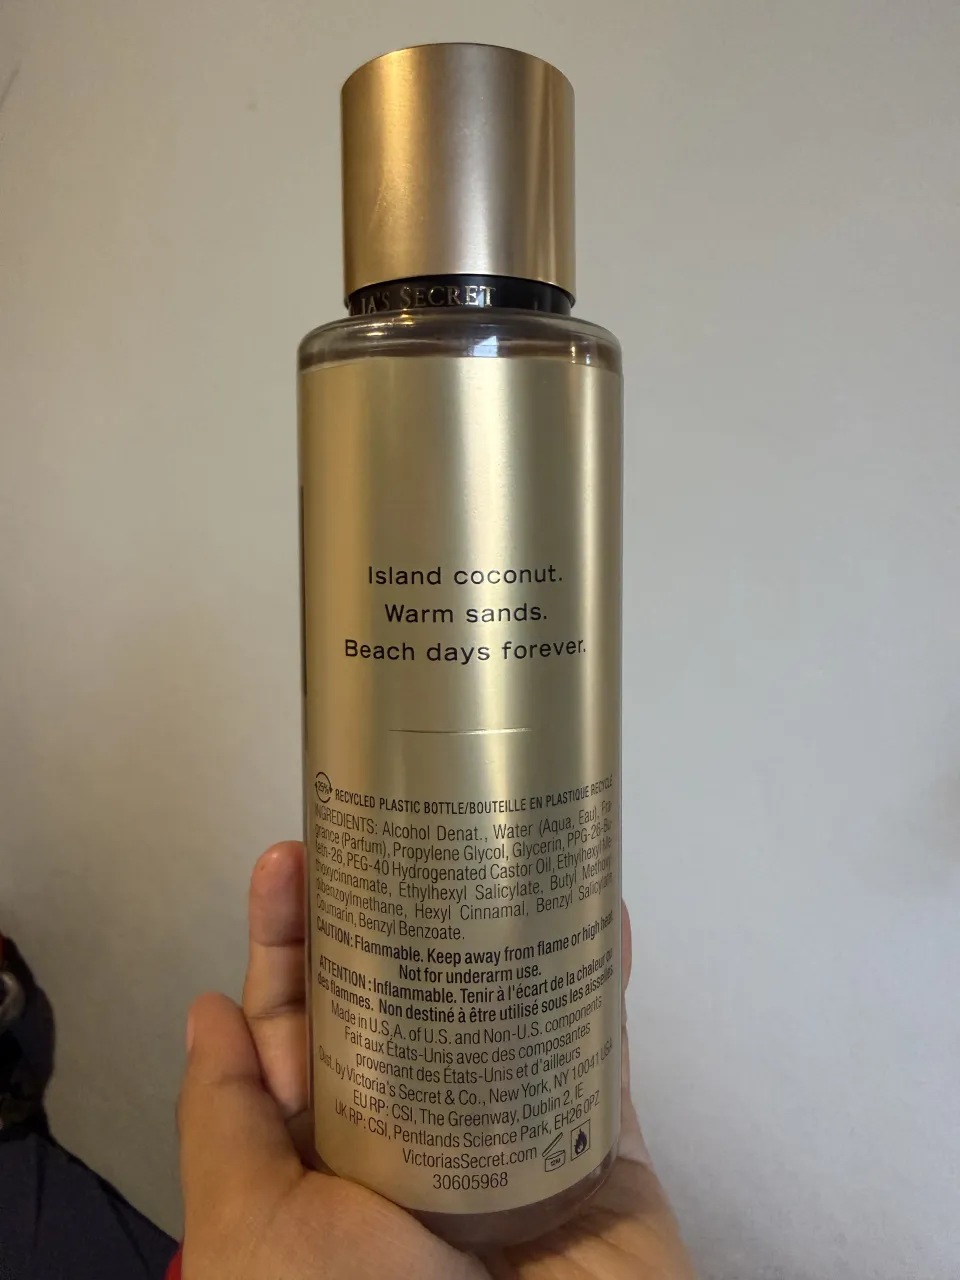 IA'S SECRET
Island coconut.
Warm sands.
Beach days forever.
25% RECYCLED PLASTIC BOTTLE/BOUTEILLE EN PLASTIQUE RECYCLÉ
INGREDIENTS: Alcohol Denat., Water (Aqua, Eau), Fra-
grance (Parfum), Propylene Glycol, Glycerin, PPG-26-Bu-
teth-26, PEG-40 Hydrogenated Castor Oil, Ethylhexyl Me-
thoxycinnamate, Ethylhexyl Salicylate, Butyl Methoxy-
dibenzoylmethane, Hexyl Cinnamal, Benzyl Salicylate,
Coumarin, Benzyl Benzoate.
CAUTION: Flammable. Keep away from flame or high heat.
Not for underarm use.
ATTENTION : Inflammable. Tenir à l'écart de la chaleur ou
des flammes. Non destiné à être utilisé sous les aisselles.
Made in U.S.A. of U.S. and Non-U.S. components
Fait aux États-Unis avec des composantes
provenant des États-Unis et d'ailleurs
Dist. by Victoria's Secret & Co., New York, NY 10041 USA
EU RP: CSI, The Greenway, Dublin 2, IE
UK RP: CSI, Pentlands Science Park, EH26 0PZ
VictoriasSecret.com 12M
30605968